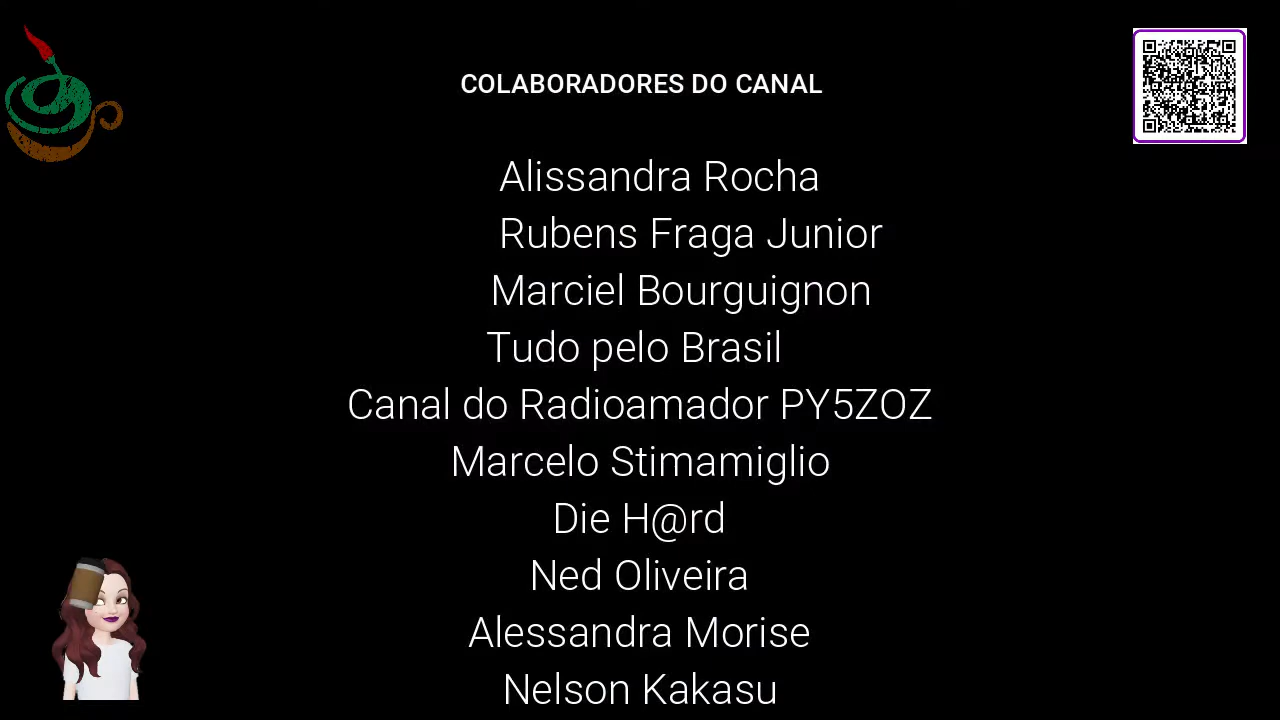 COLABORADORES DO CANAL
Alissandra Rocha
Rubens Fraga Junior
Marciel Bourguignon
Tudo pelo Brasil
Canal do Radioamador PY5ZOZ
Marcelo Stimamiglio
Die H@rd
Ned Oliveira
Alessandra Morise
Nelson Kakasu